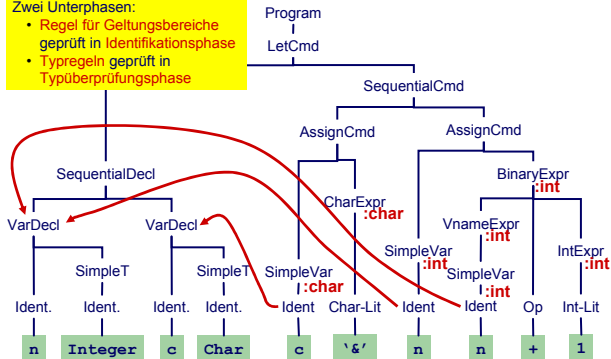 Zwei Unterphasen:
• Regel für Geltungsbereiche
geprüft in Identifikationsphase
• Typregeln geprüft in
Typüberprüfungsphase
Program
LetCmd
SequentialCmd
AssignCmd AssignCmd
SequentialDecl BinaryExpr
:int
CharExpr
:char
VarDecl VarDecl VnameExpr
:int
SimpleVar IntExpr
:int :int
SimpleT SimpleT SimpleVar SimpleVar
:char :int
Ident. Ident. Ident. Ident. Ident Char-Lit Ident Ident Op Int-Lit
n Integer c Char c ‘&’ n n + 1